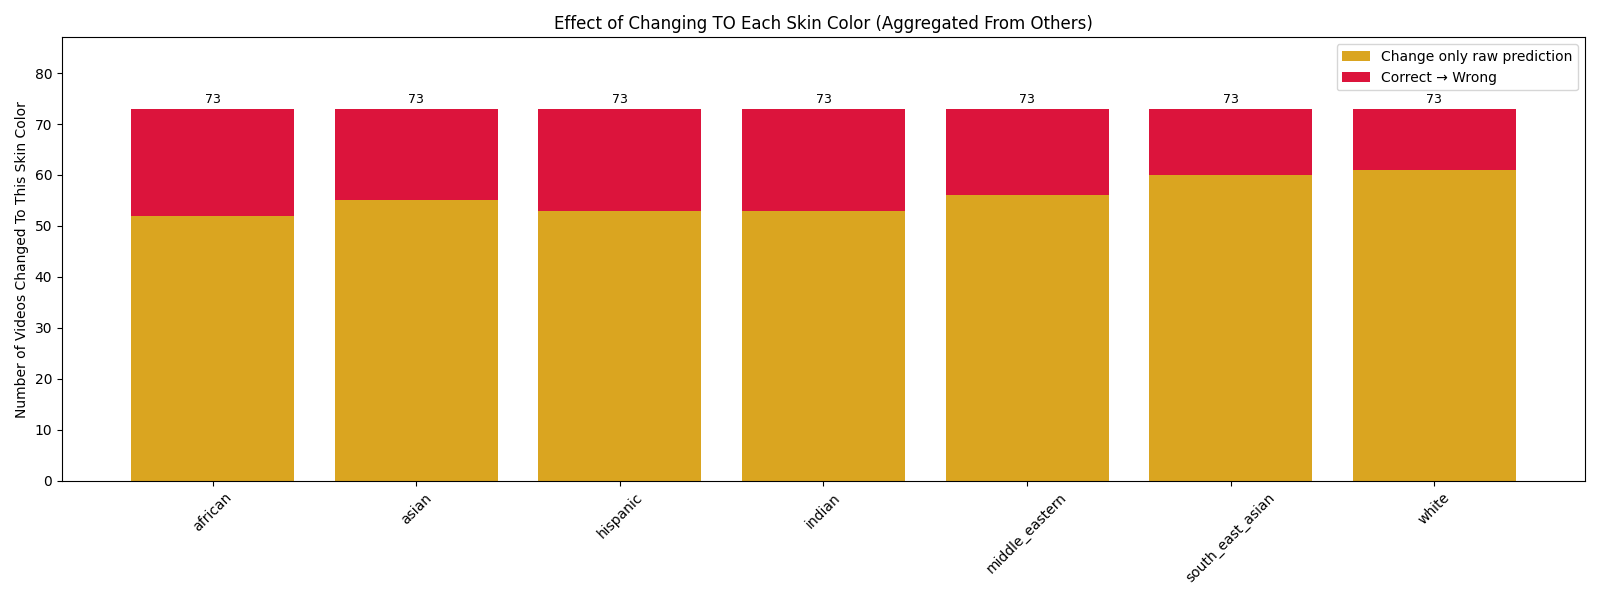 Effect of Changing TO Each Skin Color (Aggregated From Others)
Change only raw prediction
Correct → Wrong
Number of Videos Changed To This Skin Color
80
70
60
50
40
30
20
10
0
73
73
73
73
73
73
73
african
asian
hispanic
indian
middle_eastern
south_east_asian
white